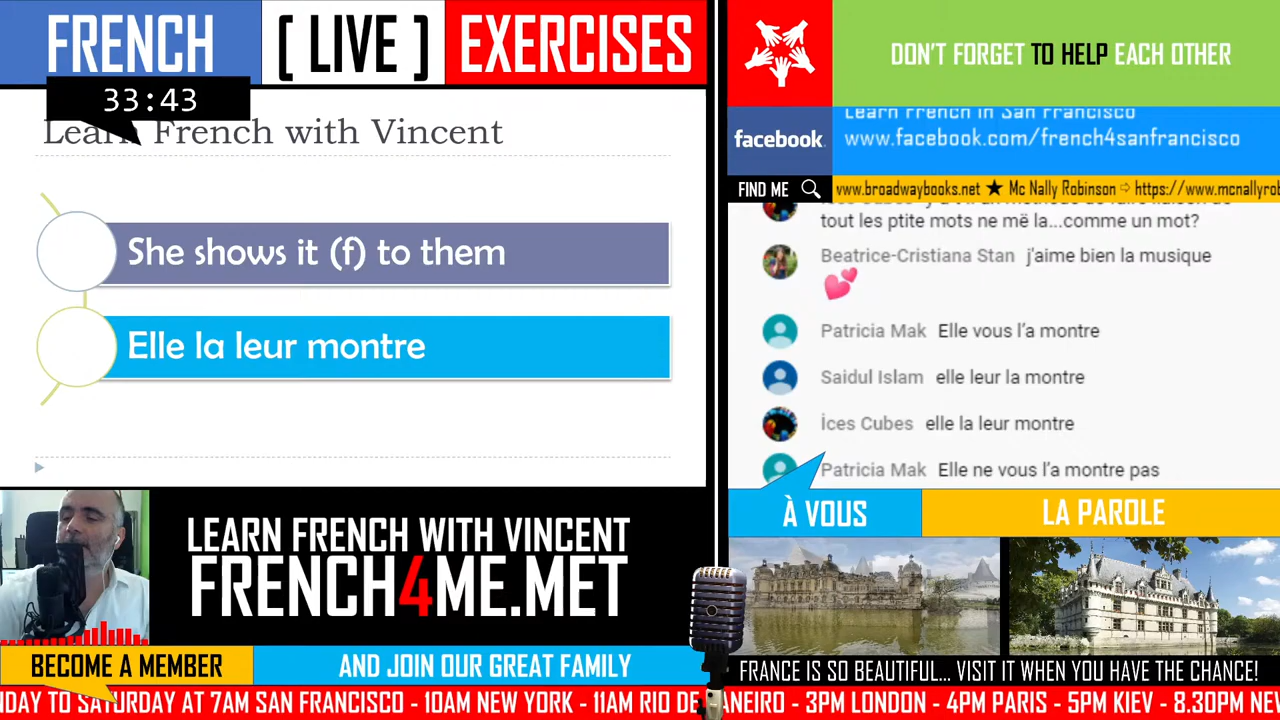 FRENCH [ LIVE ] EXERCISES
33:43
Learn French with Vincent
She shows it (f) to them
Elle la leur montre
LEARN FRENCH WITH VINCENT
FRENCH4ME.MET
BECOME A MEMBER
AND JOIN OUR GREAT FAMILY
DON'T FORGET TO HELP EACH OTHER
facebook.
Learn French in San Francisco
www.facebook.com/french4sanfrancisco
FIND ME
www.broadwaybooks.net ★ Mc Nally Robinson ⇨ https://www.mcnallyrob
tout les ptite mots ne më la...comme un mot?
Beatrice-Cristiana Stan j'aime bien la musique
💕
Patricia Mak Elle vous l'a montre
Saidul Islam elle leur la montre
İces Cubes elle la leur montre
Patricia Mak Elle ne vous l'a montre pas
À VOUS
LA PAROLE
FRANCE IS SO BEAUTIFUL... VISIT IT WHEN YOU HAVE THE CHANCE!
NDAY TO SATURDAY AT 7AM SAN FRANCISCO - 10AM NEW YORK - 11AM RIO DE JANEIRO - 3PM LONDON - 4PM PARIS - 5PM KIEV - 8.30PM NEW